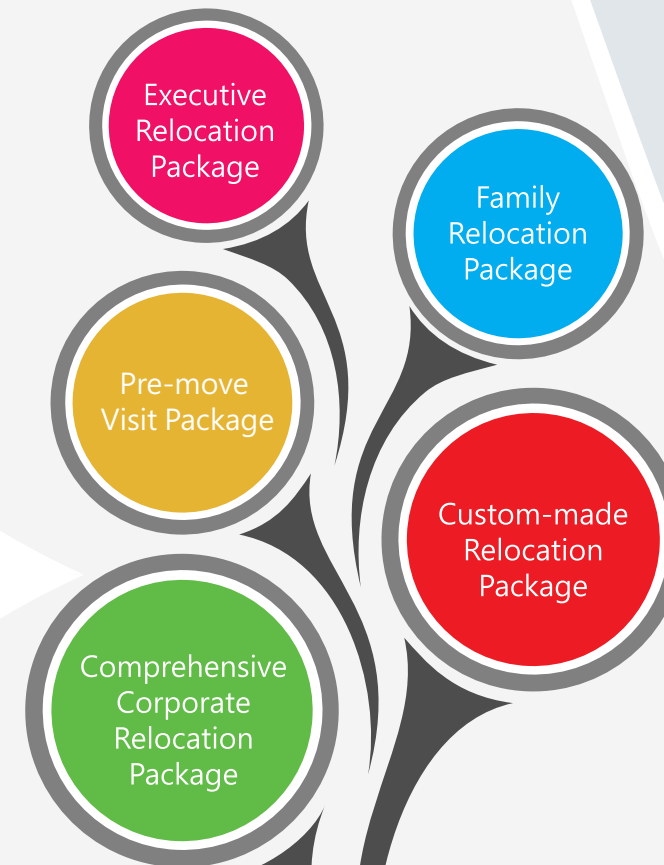 Executive
Relocation
Package
Family
Relocation
Package
Pre-move
Visit Package
Custom-made
Relocation
Package
Comprehensive
Corporate
Relocation
Package